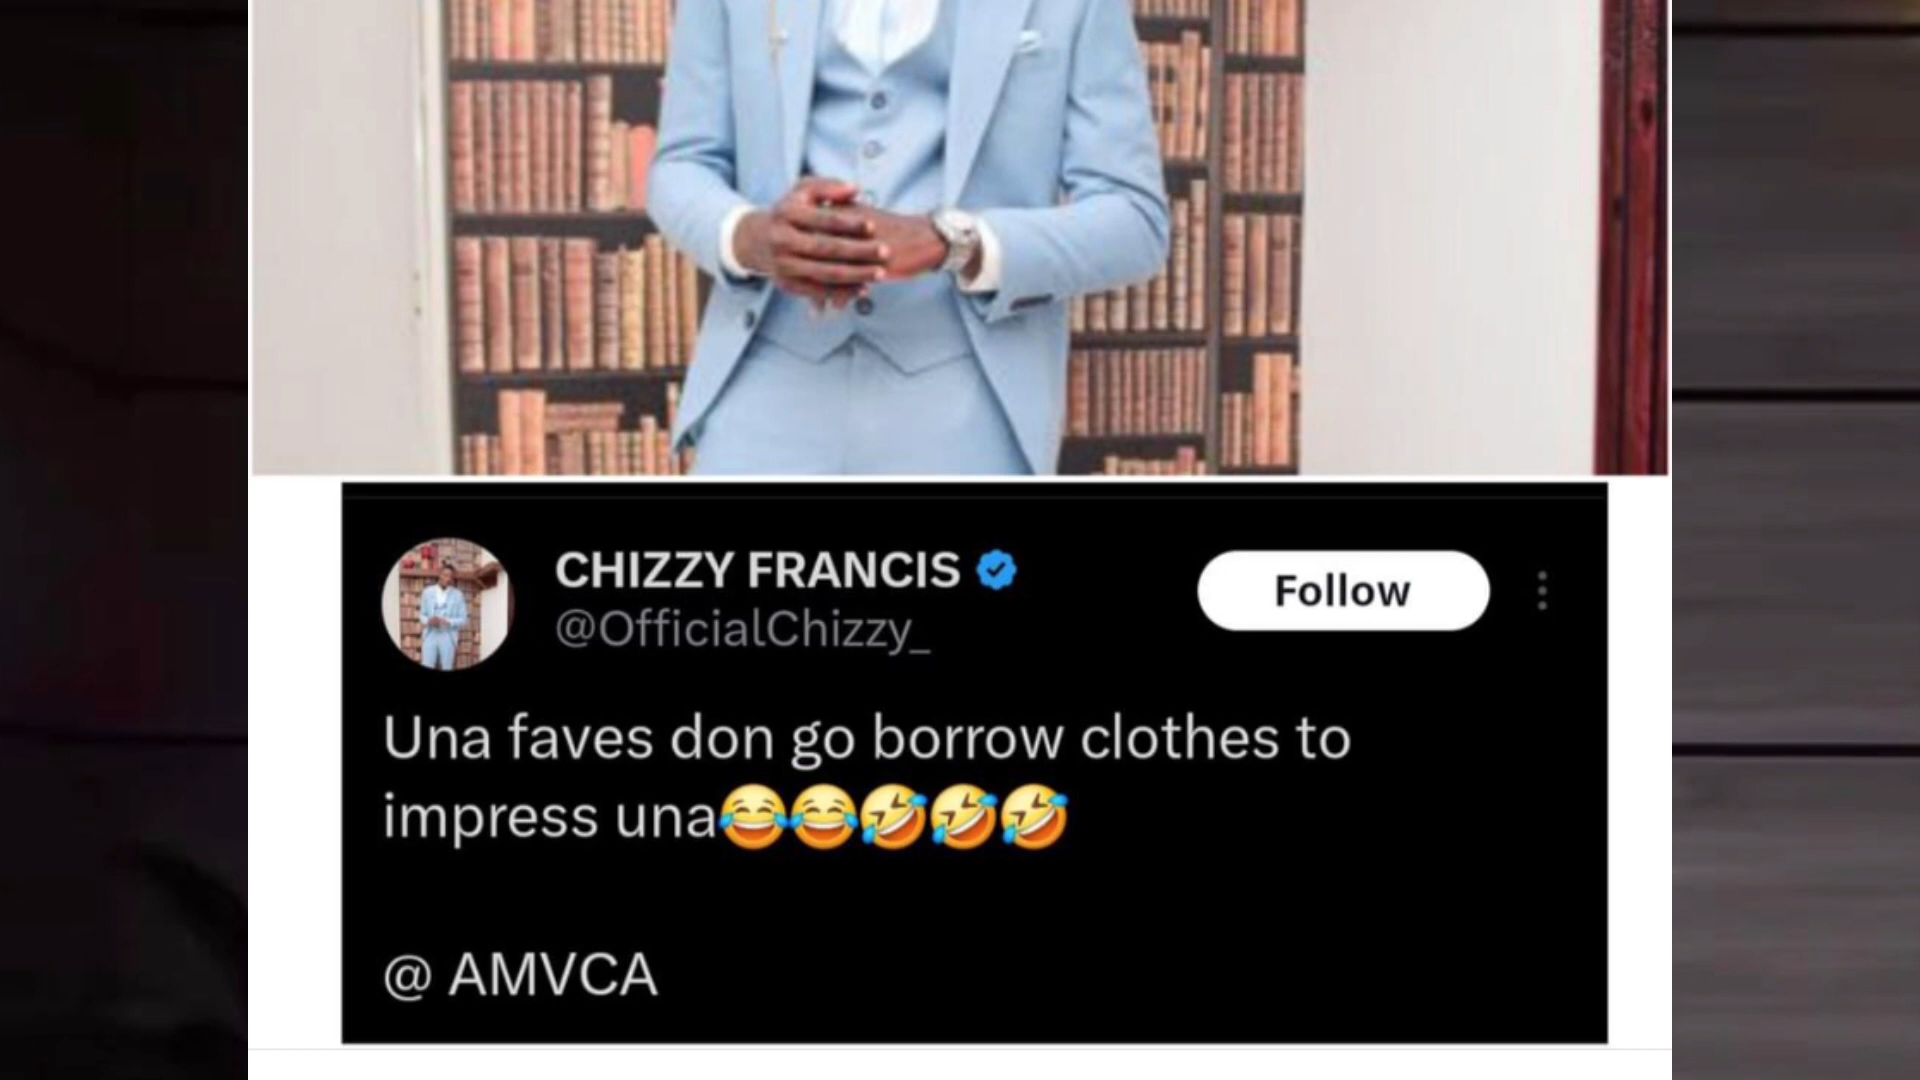 CHIZZY FRANCIS
Follow
@OfficialChizzy_
Una faves don go borrow clothes to
impress una😂😂🤣🤣🤣
@ AMVCA